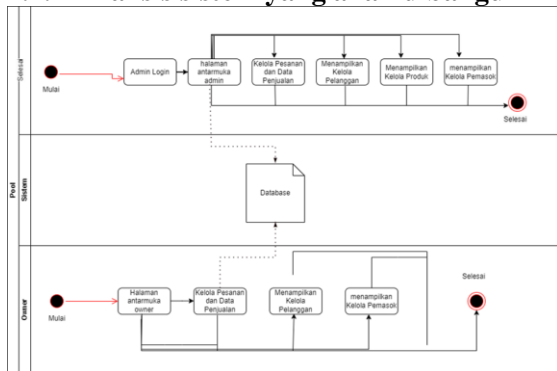 Selesai
Mulai
Admin Login
halaman
antarmuka
admin
Kelola Pesanan
dan Data
Penjualan
Menampilkan
Kelola
Pelanggan
Menampilkan
Kelola Produk
menampilkan
Kelola Pemasok
Selesai
Pool
Sistem
Database
Owner
Mulai
Halaman
antarmuka
owner
Kelola Pesanan
dan Data
Penjualan
Menampilkan
Kelola
Pelanggan
menampilkan
Kelola Pemasok
Selesai